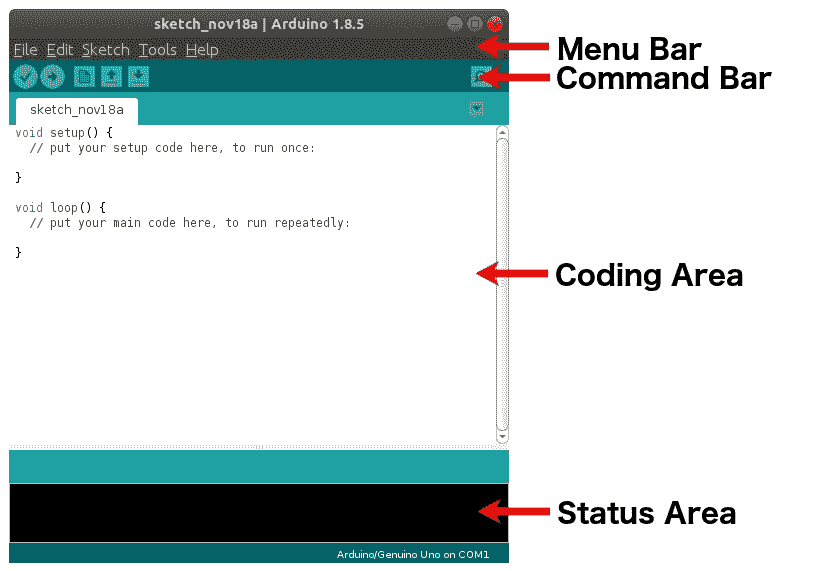 sketch_nov18a | Arduino 1.8.5
File Edit Sketch Tools Help
Menu Bar
Command Bar
sketch_nov18a
void setup() {
  // put your setup code here, to run once:

}

void loop() {
  // put your main code here, to run repeatedly:

}
Coding Area
Status Area
Arduino/Genuino Uno on COM1